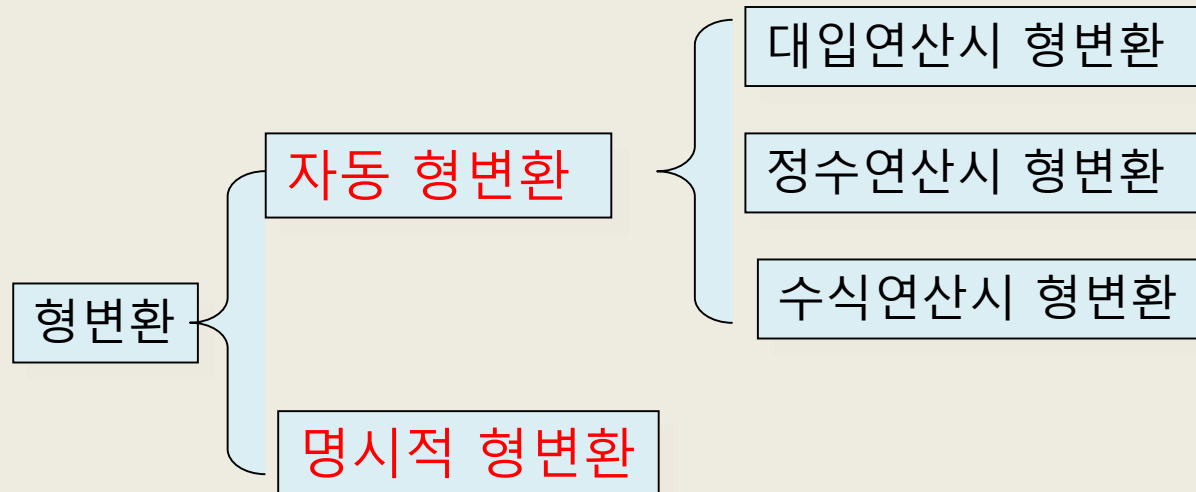 형변환
자동 형변환
대입연산시 형변환
정수연산시 형변환
수식연산시 형변환
명시적 형변환